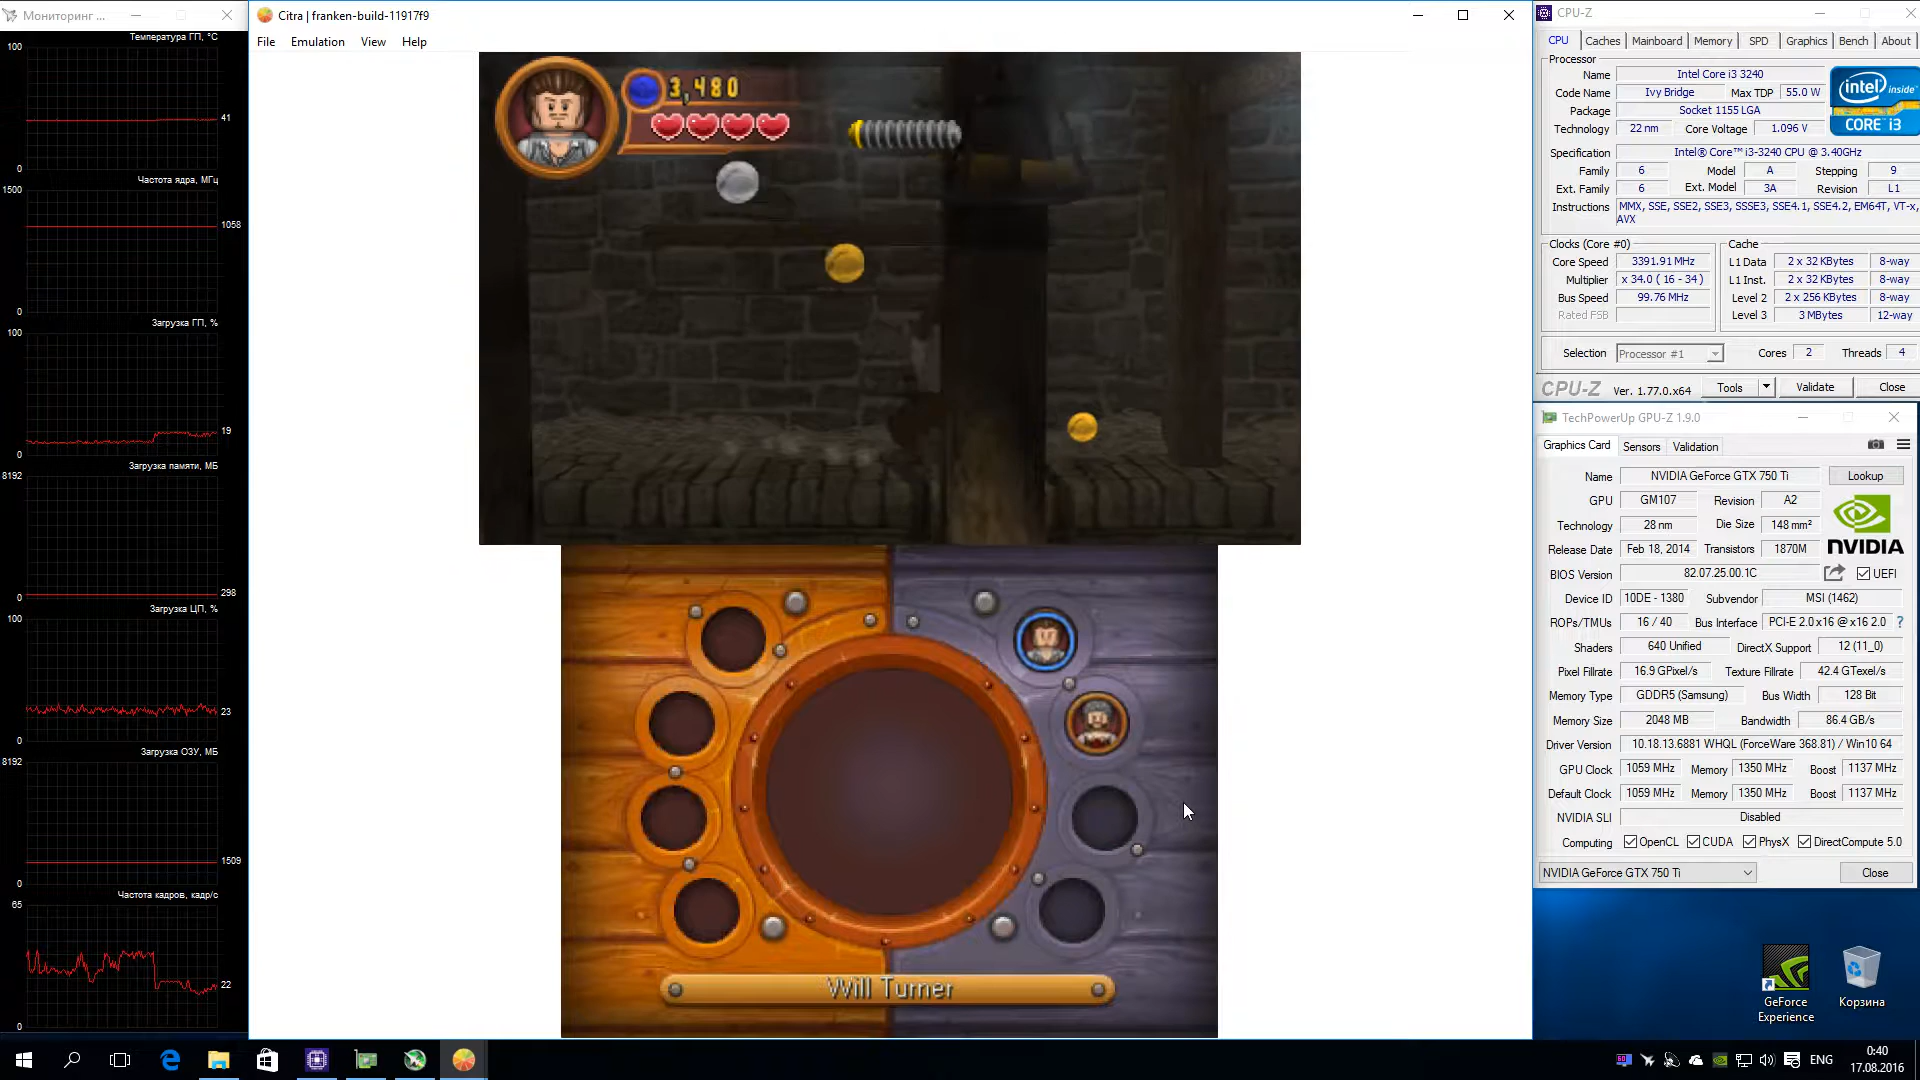 Мониторинг ...
Температура ГП, °C
100
41
0
Частота ядра, МГц
1500
1058
0
Загрузка ГП, %
100
19
0
Загрузка памяти, МБ
8192
298
0
Загрузка ЦП, %
100
23
0
Загрузка ОЗУ, МБ
8192
1509
0
Частота кадров, кадр/с
65
22
0
Citra | franken-build-11917f9
File Emulation View Help
3,480
Will Turner
CPU-Z
CPU Caches Mainboard Memory SPD Graphics Bench About
Processor
Name Intel Core i3 3240
Code Name Ivy Bridge Max TDP 55.0 W
Package Socket 1155 LGA
Technology 22 nm Core Voltage 1.096 V
intel inside
CORE i3
Specification Intel® Core™ i3-3240 CPU @ 3.40GHz
Family 6 Model A Stepping 9
Ext. Family 6 Ext. Model 3A Revision L1
Instructions MMX, SSE, SSE2, SSE3, SSSE3, SSE4.1, SSE4.2, EM64T, VT-x,
AVX
Clocks (Core #0) Cache
Core Speed 3391.91 MHz L1 Data 2 x 32 KBytes 8-way
Multiplier x 34.0 ( 16 - 34 ) L1 Inst. 2 x 32 KBytes 8-way
Bus Speed 99.76 MHz Level 2 2 x 256 KBytes 8-way
Rated FSB Level 3 3 MBytes 12-way
Selection Processor #1 Cores 2 Threads 4
CPU-Z Ver. 1.77.0.x64 Tools Validate Close
TechPowerUp GPU-Z 1.9.0
Graphics Card Sensors Validation
Name NVIDIA GeForce GTX 750 Ti Lookup
GPU GM107 Revision A2
Technology 28 nm Die Size 148 mm²
Release Date Feb 18, 2014 Transistors 1870M
NVIDIA
BIOS Version 82.07.25.00.1C UEFI
Device ID 10DE - 1380 Subvendor MSI (1462)
ROPs/TMUs 16 / 40 Bus Interface PCI-E 2.0 x16 @ x16 2.0 ?
Shaders 640 Unified DirectX Support 12 (11_0)
Pixel Fillrate 16.9 GPixel/s Texture Fillrate 42.4 GTexel/s
Memory Type GDDR5 (Samsung) Bus Width 128 Bit
Memory Size 2048 MB Bandwidth 86.4 GB/s
Driver Version 10.18.13.6881 WHQL (ForceWare 368.81) / Win10 64
GPU Clock 1059 MHz Memory 1350 MHz Boost 1137 MHz
Default Clock 1059 MHz Memory 1350 MHz Boost 1137 MHz
NVIDIA SLI Disabled
Computing OpenCL CUDA PhysX DirectCompute 5.0
NVIDIA GeForce GTX 750 Ti Close
GeForce
Experience
Корзина
60
ENG
0:40
17.08.2016